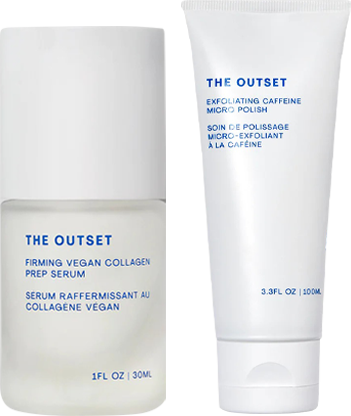 THE OUTSET
FIRMING VEGAN COLLAGEN
PREP SERUM
SÉRUM RAFFERMISSANT AU
COLLAGÈNE VÉGAN
1FL OZ | 30ML
THE OUTSET
EXFOLIATING CAFFEINE
MICRO POLISH
SOIN DE POLISSAGE
MICRO-EXFOLIANT
À LA CAFÉINE
3.3FL OZ | 100ML